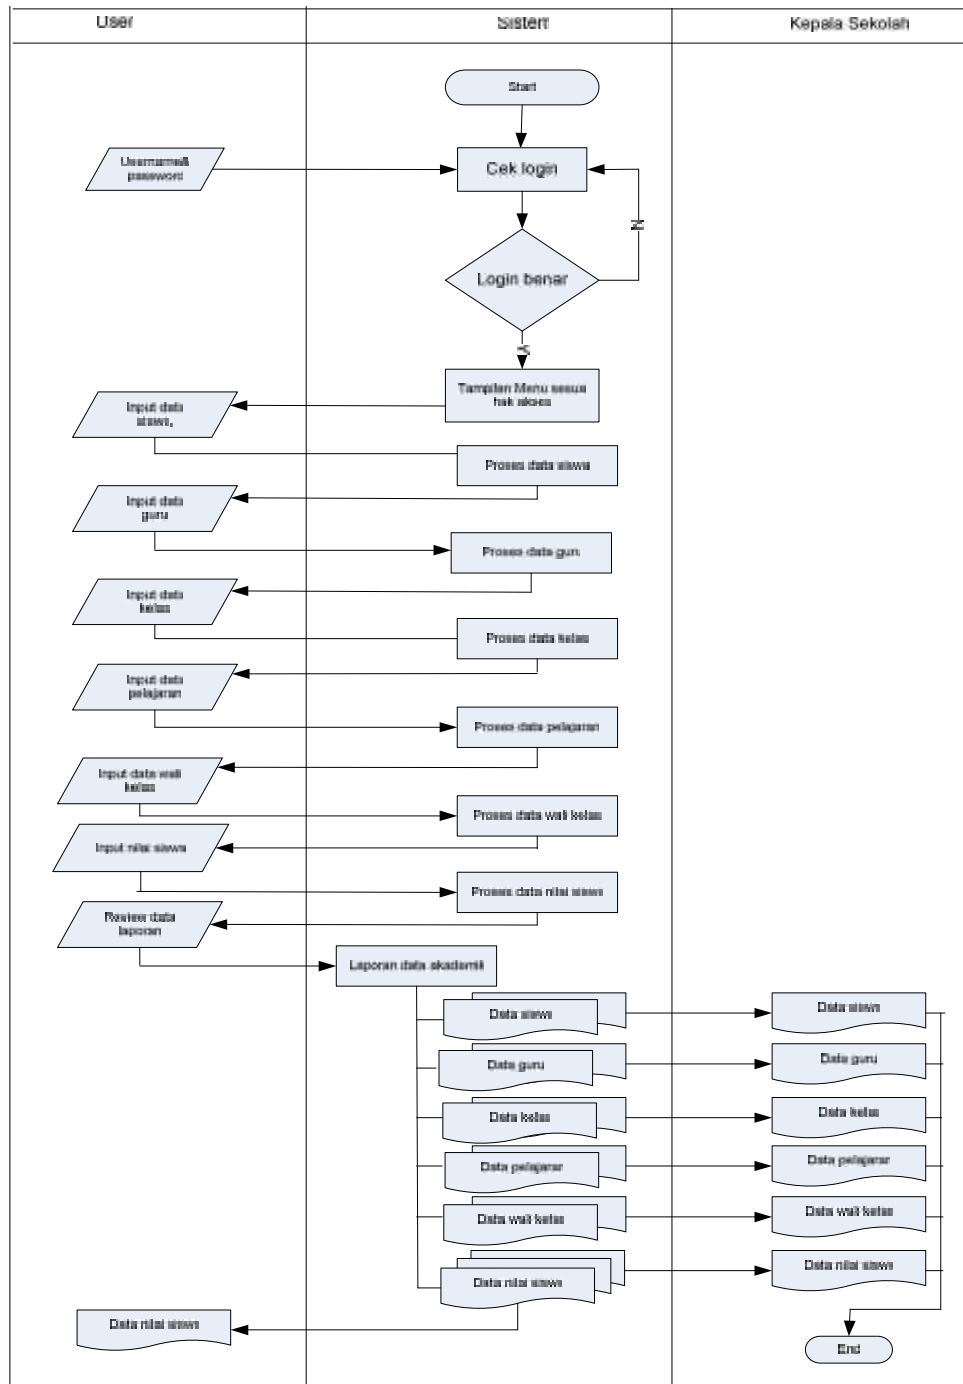 User
Sistem
Kepala Sekolah
Start
Username&
password
Cek login
N
Login benar
Y
Tampilan Menu sesua
hak akses
Input data
siswa,
Proses data siswa
Input data
guru
Proses data guru
Input data
kelas
Proses data kelas
Input data
pelajaran
Proses data pelajaran
Input data wali
kelas
Proses data wali kelas
Input nilai siswa
Proses data nilai siswa
Review data
laporan
Laporan data akademik
Data siswa
Data siswa
Data guru
Data guru
Data kelas
Data kelas
Data pelajaran
Data pelajaran
Data wali kelas
Data wali kelas
Data nilai siswa
Data nilai siswa
Data nilai siswa
End